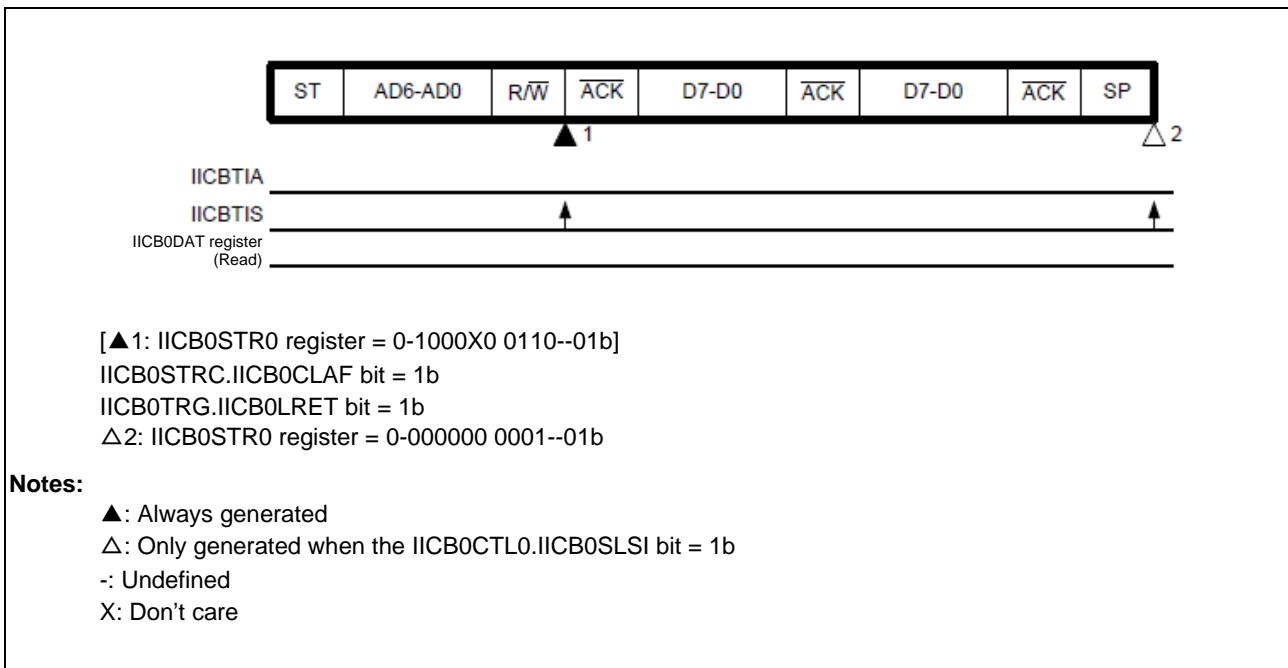 ST AD6-AD0 R/W ACK D7-D0 ACK D7-D0 ACK SP
▲ 1 △ 2
IICBTIA
IICBTIS
IICB0DAT register
(Read)
[▲1: IICB0STR0 register = 0-1000X0 0110--01b]
IICB0STRC.IICB0CLAF bit = 1b
IICB0TRG.IICB0LRET bit = 1b
△2: IICB0STR0 register = 0-000000 0001--01b
Notes:
▲: Always generated
△: Only generated when the IICB0CTL0.IICB0SLSI bit = 1b
-: Undefined
X: Don't care